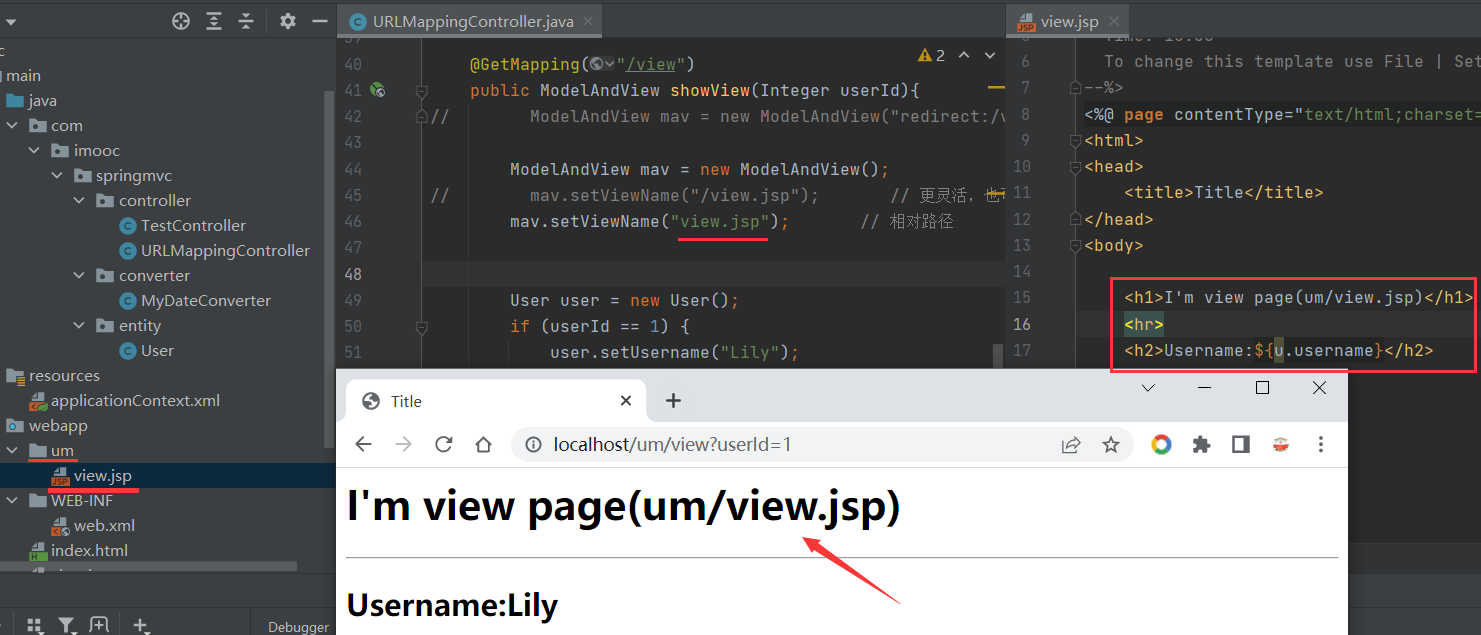 URLMappingController.java
view.jsp
main
java
com
imooc
springmvc
controller
TestController
URLMappingController
converter
MyDateConverter
entity
User
resources
applicationContext.xml
webapp
um
view.jsp
WEB-INF
web.xml
index.html
Debugger
2
39
40 @GetMapping("/view")
41 public ModelAndView showView(Integer userId){
42 // ModelAndView mav = new ModelAndView("redirect:/v
43
44 ModelAndView mav = new ModelAndView();
45 // mav.setViewName("/view.jsp"); // 更灵活，也
46 mav.setViewName("view.jsp"); // 相对路径
47
48
49 User user = new User();
50 if (userId == 1) {
51 user.setUsername("Lily");
6 To change this template use File | Set
7 --%>
8 <%@ page contentType="text/html;charset=
9 <html>
10 <head>
11 <title>Title</title>
12 </head>
13 <body>
14
15 <h1>I'm view page(um/view.jsp)</h1>
16 <hr>
17 <h2>Username:${u.username}</h2>
Title
localhost/um/view?userId=1
I'm view page(um/view.jsp)
Username:Lily